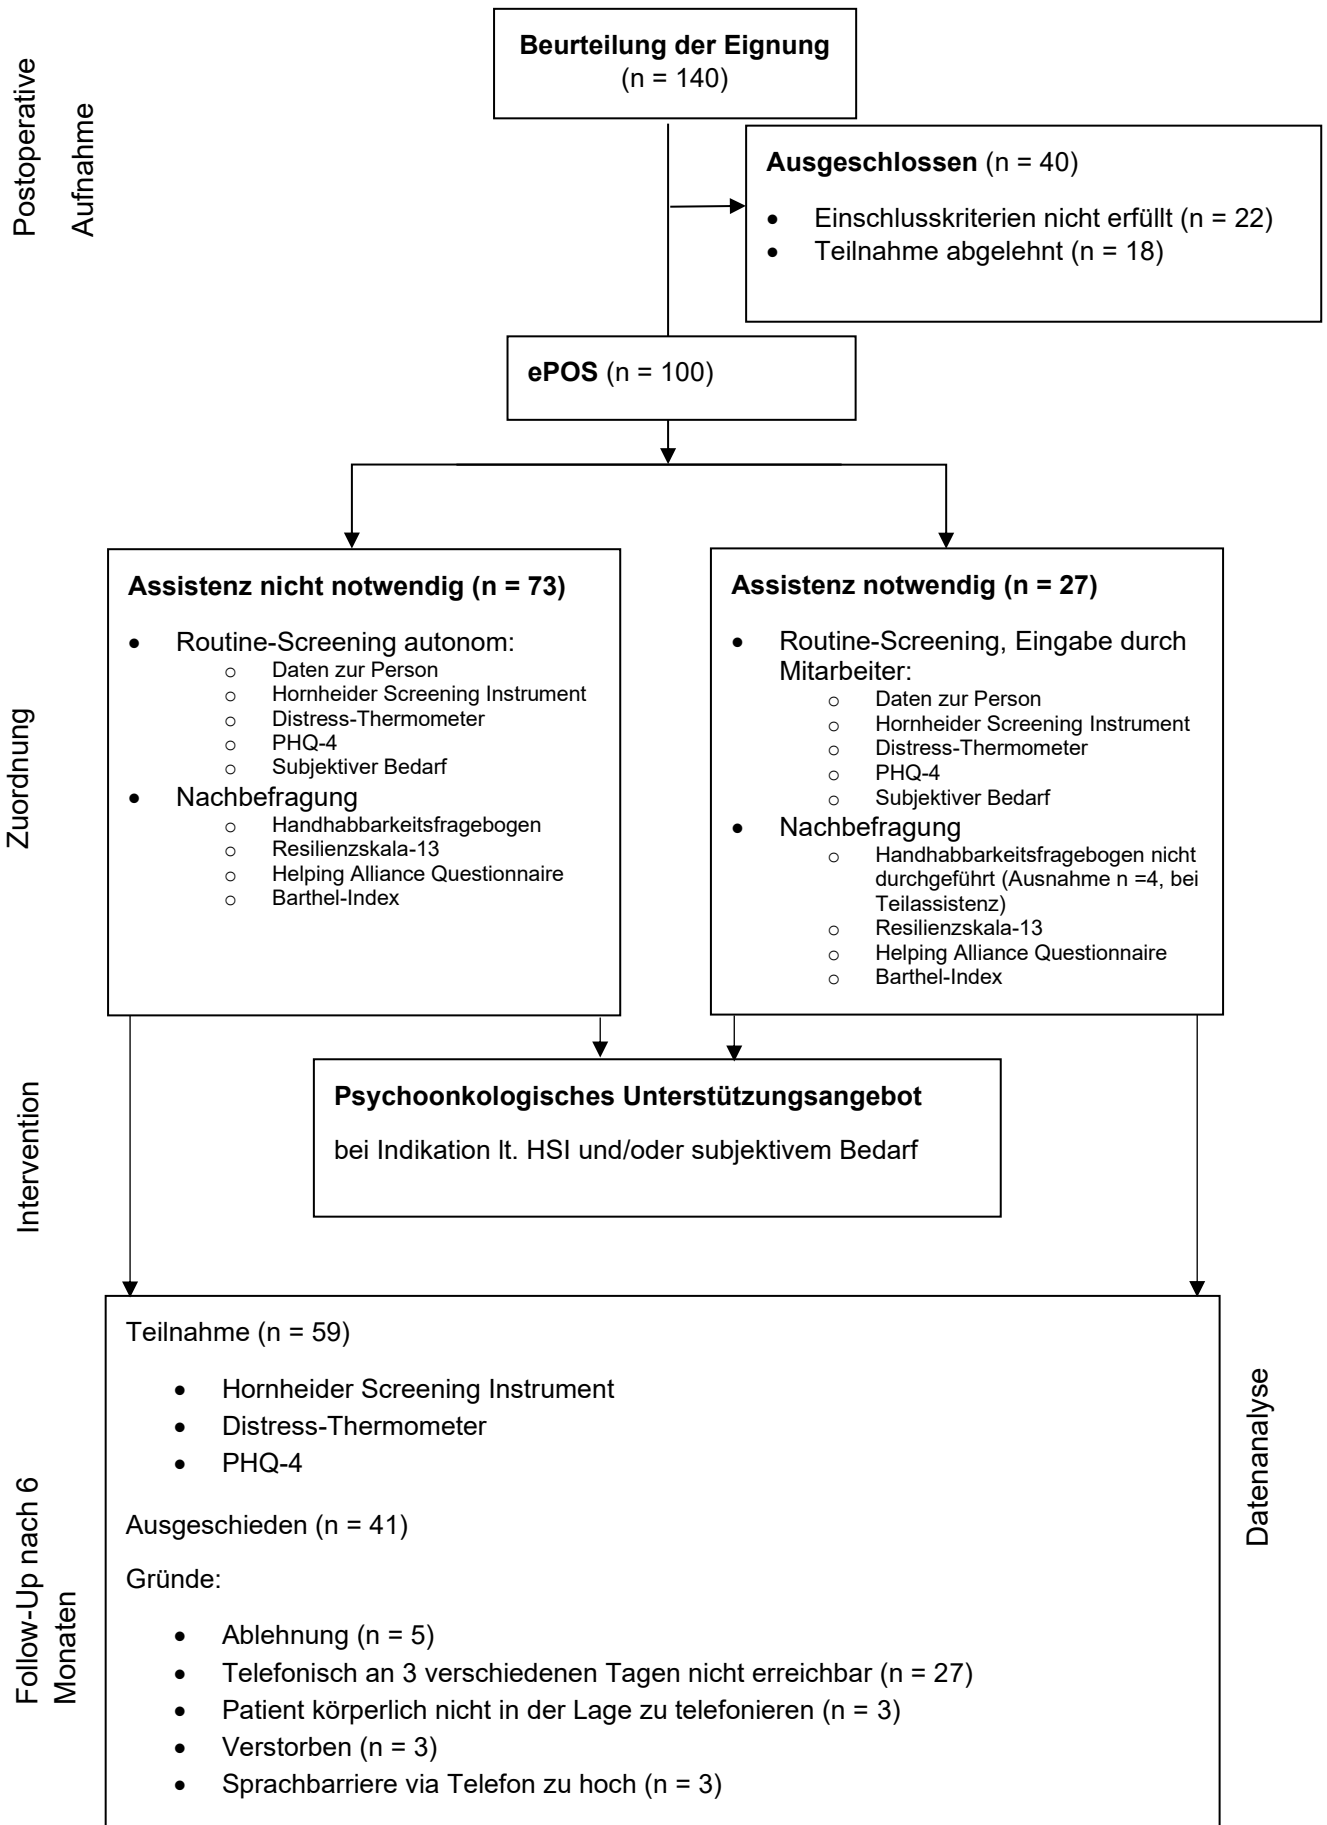 Postoperative
Aufnahme
Beurteilung der Eignung
(n = 140)
Ausgeschlossen (n = 40)
• Einschlusskriterien nicht erfüllt (n = 22)
• Teilnahme abgelehnt (n = 18)
ePOS (n = 100)
Zuordnung
Assistenz nicht notwendig (n = 73)
• Routine-Screening autonom:
o Daten zur Person
o Hornheider Screening Instrument
o Distress-Thermometer
o PHQ-4
o Subjektiver Bedarf
• Nachbefragung
o Handhabbarkeitsfragebogen
o Resilienzskala-13
o Helping Alliance Questionnaire
o Barthel-Index
Assistenz notwendig (n = 27)
• Routine-Screening, Eingabe durch
Mitarbeiter:
o Daten zur Person
o Hornheider Screening Instrument
o Distress-Thermometer
o PHQ-4
o Subjektiver Bedarf
• Nachbefragung
o Handhabbarkeitsfragebogen nicht
durchgeführt (Ausnahme n =4, bei
Teilassistenz)
o Resilienzskala-13
o Helping Alliance Questionnaire
o Barthel-Index
Intervention
Psychoonkologisches Unterstützungsangebot
bei Indikation lt. HSI und/oder subjektivem Bedarf
Follow-Up nach 6
Monaten
Teilnahme (n = 59)
• Hornheider Screening Instrument
• Distress-Thermometer
• PHQ-4
Ausgeschieden (n = 41)
Gründe:
• Ablehnung (n = 5)
• Telefonisch an 3 verschiedenen Tagen nicht erreichbar (n = 27)
• Patient körperlich nicht in der Lage zu telefonieren (n = 3)
• Verstorben (n = 3)
• Sprachbarriere via Telefon zu hoch (n = 3)
Datenanalyse